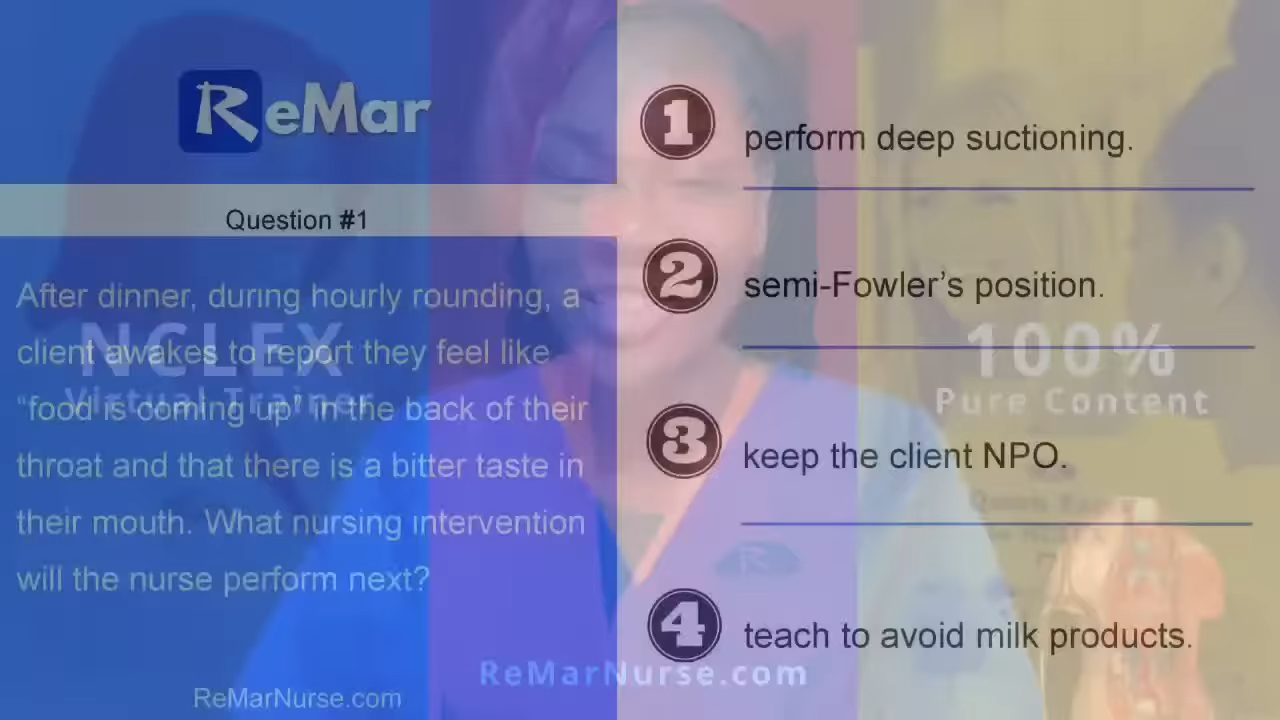 ReMar
Question #1
After dinner, during hourly rounding, a
client awakes to report they feel like
“food is coming up” in the back of their
throat and that there is a bitter taste in
their mouth. What nursing intervention
will the nurse perform next?
ReMarNurse.com
1 perform deep suctioning.
2 semi-Fowler’s position.
3 keep the client NPO.
4 teach to avoid milk products.
NCLEX
Virtual Trainer
100%
Pure Content
ReMarNurse.com
R